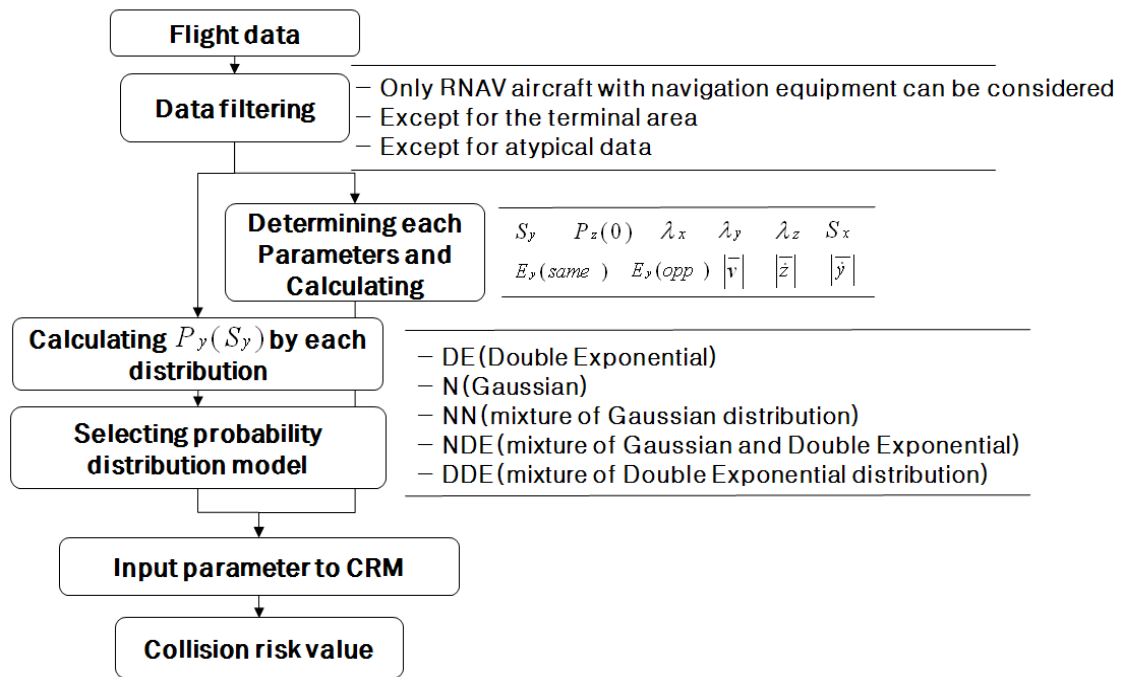 Flight data
Data filtering
– Only RNAV aircraft with navigation equipment can be considered
– Except for the terminal area
– Except for atypical data
Determining each
Parameters and
Calculating
S_y P_z(0) λ_x λ_y λ_z S_x
E_y(same ) E_y(opp ) |v̅| |ż̅| |ẏ̅|
Calculating P_y(S_y) by each
distribution
– DE(Double Exponential)
– N(Gaussian)
– NN(mixture of Gaussian distribution)
– NDE(mixture of Gaussian and Double Exponential)
– DDE(mixture of Double Exponential distribution)
Selecting probability
distribution model
Input parameter to CRM
Collision risk value